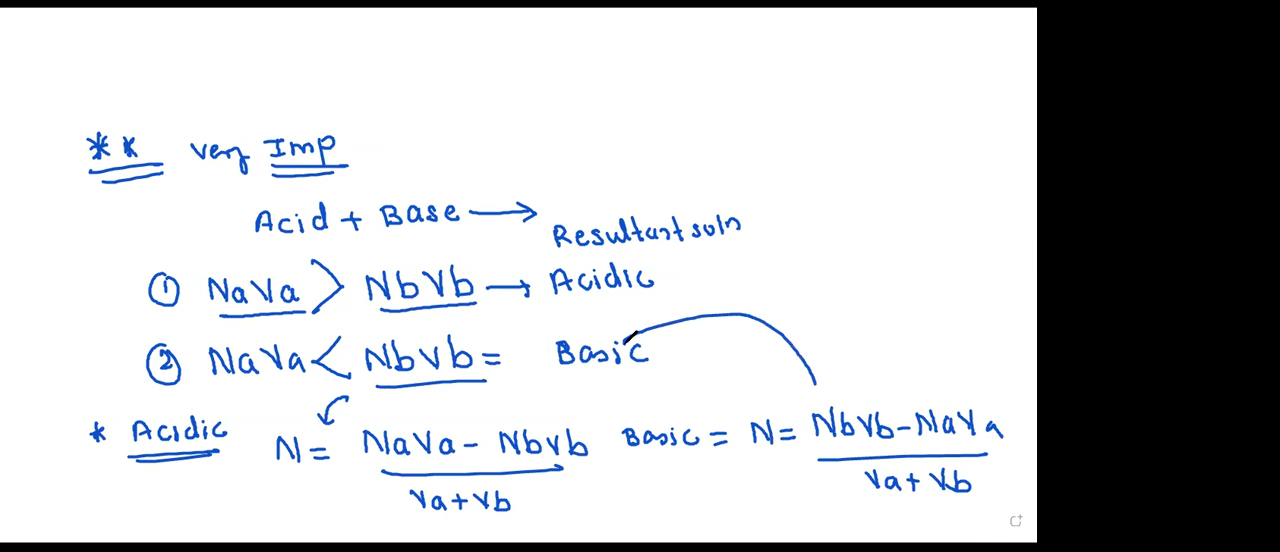 ** very Imp
Acid + Base →
Resultant soln
① NaVa > NbVb → Acidic
② NaVa < NbVb = Basic
* Acidic N = NaVa - NbVb / Va + Vb Basic = N = NbVb - NaVa / Va + Vb